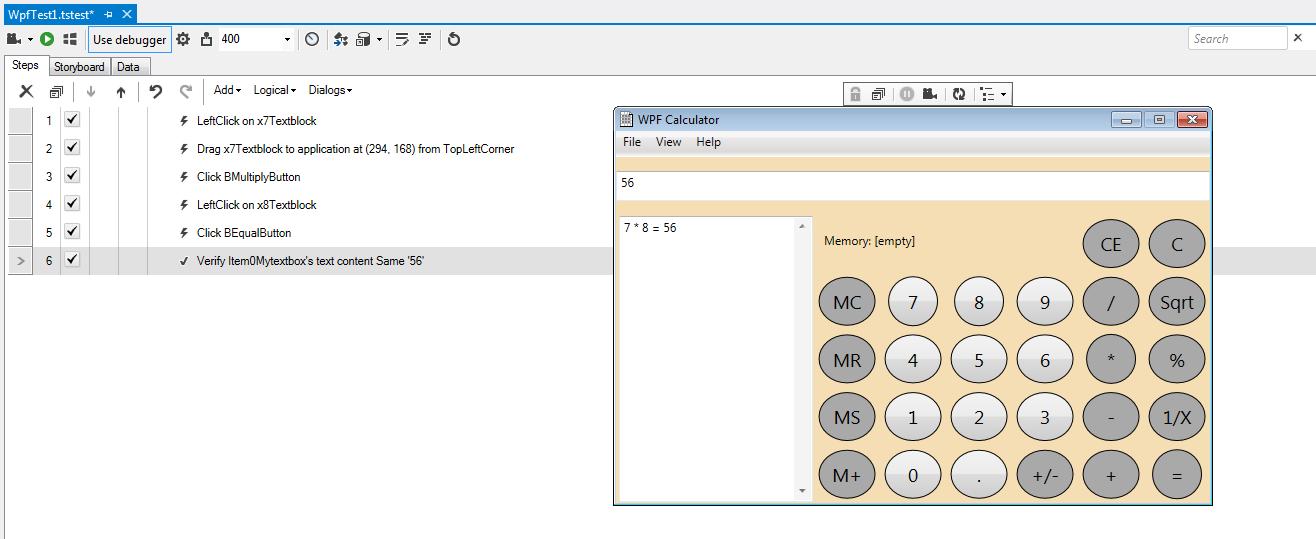 WpfTest1.tstest*
Use debugger 400 Search
Steps Storyboard Data
Add Logical Dialogs
1 LeftClick on x7Textblock
2 Drag x7Textblock to application at (294, 168) from TopLeftCorner
3 Click BMultiplyButton
4 LeftClick on x8Textblock
5 Click BEqualButton
6 Verify Item0Mytextbox's text content Same '56'
WPF Calculator
File View Help
56
7 * 8 = 56
Memory: [empty]
CE C
MC 7 8 9 / Sqrt
MR 4 5 6 * %
MS 1 2 3 - 1/X
M+ 0 . +/- + =